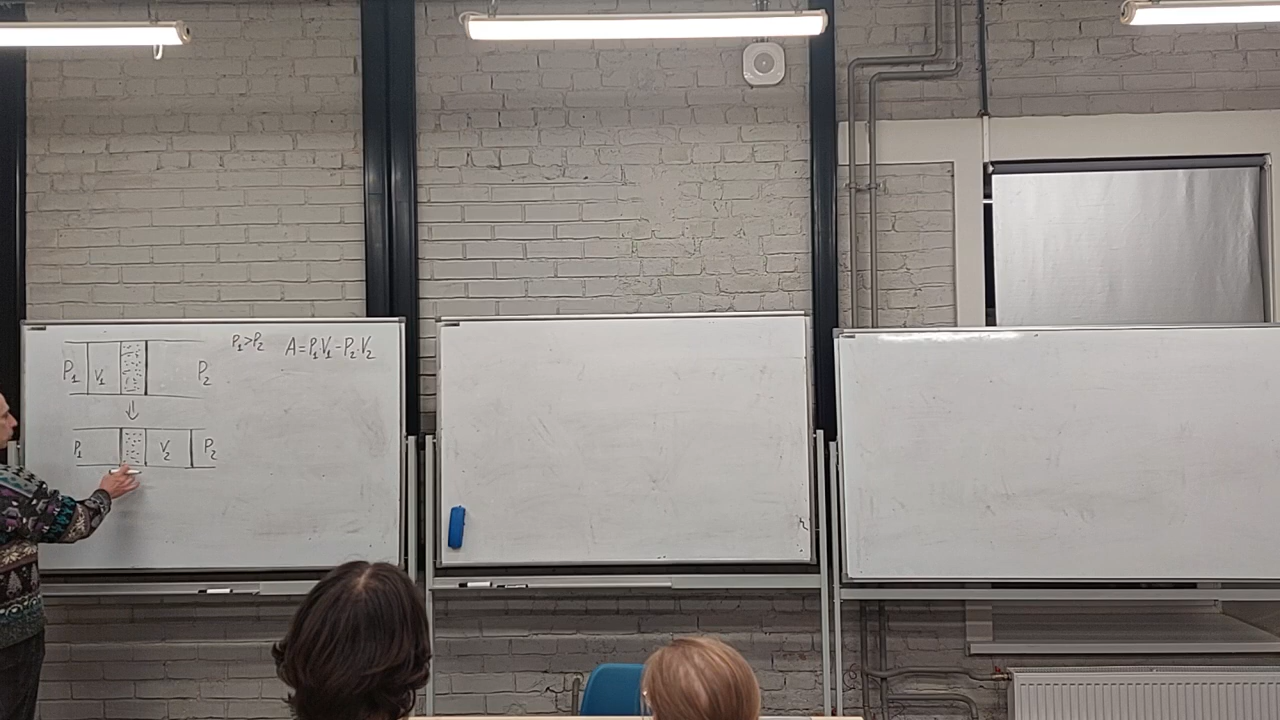 P₁ V₁ P₂
P₁>P₂
A=P₁V₁-P₂V₂
P₁ V₂ P₂